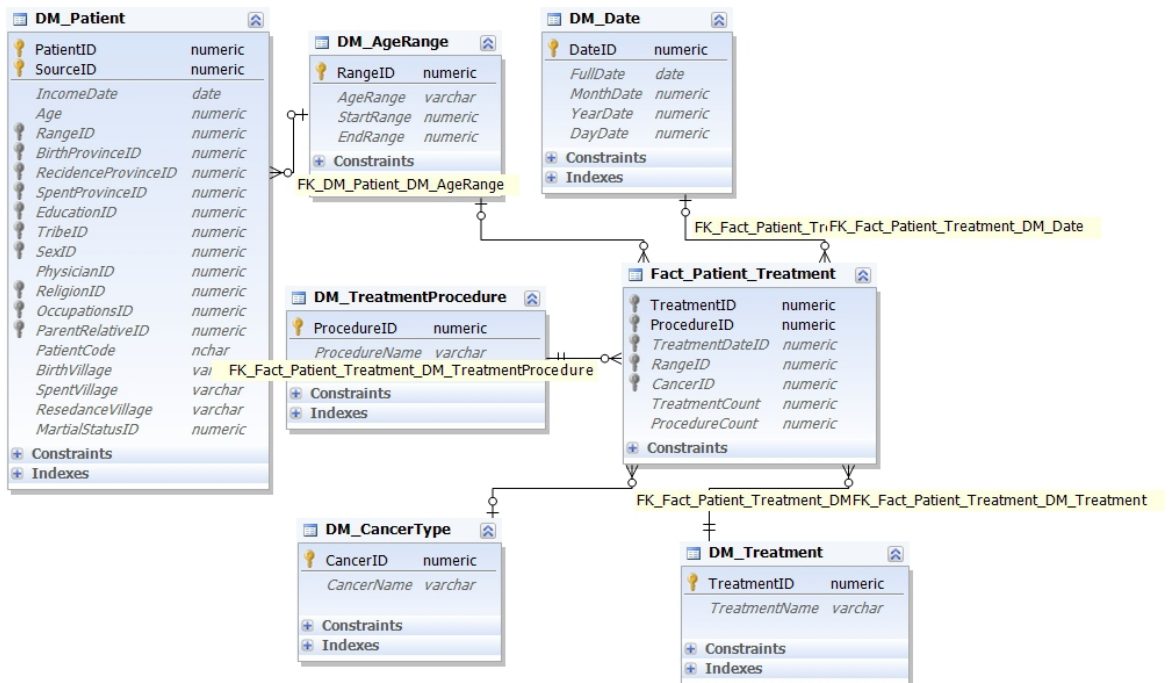 DM_Patient
PatientID numeric
SourceID numeric
IncomeDate date
Age numeric
RangeID numeric
BirthProvinceID numeric
RecidenceProvinceID numeric
SpentProvinceID numeric
EducationID numeric
TribeID numeric
SexID numeric
PhysicianID numeric
ReligionID numeric
OccupationsID numeric
ParentRelativeID numeric
PatientCode nchar
BirthVillage
SpentVillage varchar
ResedanceVillage varchar
MartialStatusID numeric
Constraints
Indexes
DM_AgeRange
RangeID numeric
AgeRange varchar
StartRange numeric
EndRange numeric
Constraints
FK_DM_Patient_DM_AgeRange
DM_Date
DateID numeric
FullDate date
MonthDate numeric
YearDate numeric
DayDate numeric
Constraints
Indexes
FK_Fact_Patient_Tr
FK_Fact_Patient_Treatment_DM_Date
DM_TreatmentProcedure
ProcedureID numeric
ProcedureName varchar
FK_Fact_Patient_Treatment_DM_TreatmentProcedure
Constraints
Indexes
Fact_Patient_Treatment
TreatmentID numeric
ProcedureID numeric
TreatmentDateID numeric
RangeID numeric
CancerID numeric
TreatmentCount numeric
ProcedureCount numeric
Constraints
FK_Fact_Patient_Treatment_DM
FK_Fact_Patient_Treatment_DM_Treatment
DM_CancerType
CancerID numeric
CancerName varchar
Constraints
Indexes
DM_Treatment
TreatmentID numeric
TreatmentName varchar
Constraints
Indexes